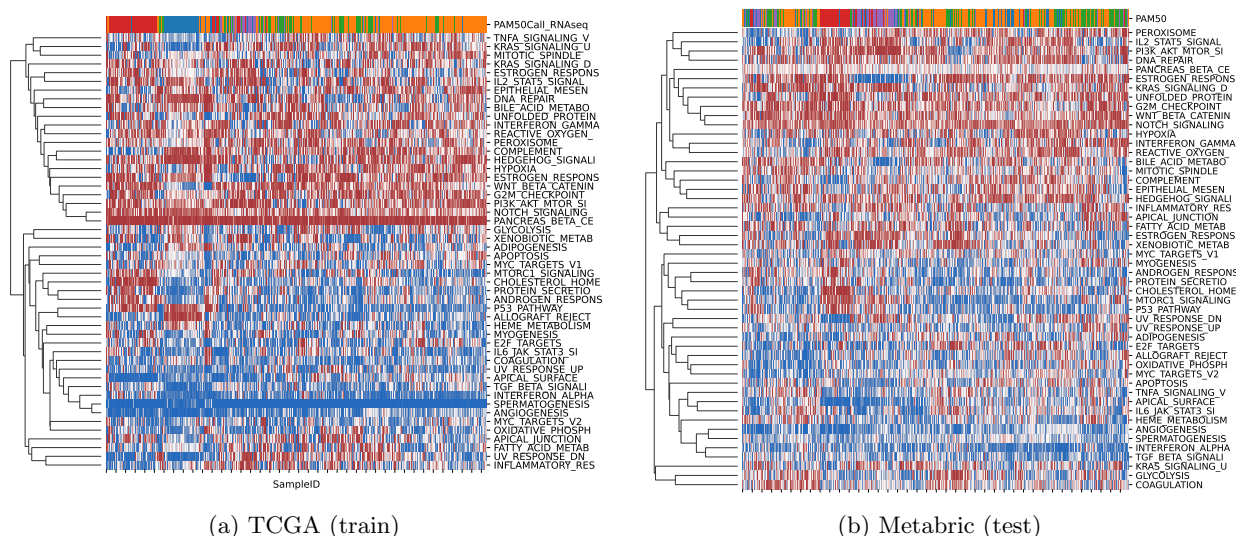 PAM50Call_RNAseq
TNFA_SIGNALING_V
KRAS_SIGNALING_U
MITOTIC_SPINDLE
KRAS_SIGNALING_D
ESTROGEN_RESPONS
IL2_STAT5_SIGNAL
EPITHELIAL_MESEN
DNA_REPAIR
BILE_ACID_METABO
UNFOLDED_PROTEIN
INTERFERON_GAMMA
REACTIVE_OXYGEN_
PEROXISOME
COMPLEMENT
HEDGEHOG_SIGNALI
HYPOXIA
ESTROGEN_RESPONS
WNT_BETA_CATENIN
G2M_CHECKPOINT
PI3K_AKT_MTOR_SI
NOTCH_SIGNALING
PANCREAS_BETA_CE
GLYCOLYSIS
XENOBIOTIC_METAB
ADIPOGENESIS
APOPTOSIS
MYC_TARGETS_V1
MTORC1_SIGNALING
CHOLESTEROL_HOME
PROTEIN_SECRETIO
ANDROGEN_RESPONS
P53_PATHWAY
ALLOGRAFT_REJECT
HEME_METABOLISM
MYOGENESIS
E2F_TARGETS
IL6_JAK_STAT3_SI
COAGULATION
UV_RESPONSE_UP
APICAL_SURFACE
TGF_BETA_SIGNALI
INTERFERON_ALPHA
SPERMATOGENESIS
ANGIOGENESIS
MYC_TARGETS_V2
OXIDATIVE_PHOSPH
APICAL_JUNCTION
FATTY_ACID_METAB
UV_RESPONSE_DN
INFLAMMATORY_RES
SampleID
(a) TCGA (train)
PAM50
PEROXISOME
IL2_STAT5_SIGNAL
PI3K_AKT_MTOR_SI
DNA_REPAIR
PANCREAS_BETA_CE
ESTROGEN_RESPONS
KRAS_SIGNALING_D
UNFOLDED_PROTEIN
G2M_CHECKPOINT
WNT_BETA_CATENIN
NOTCH_SIGNALING
HYPOXIA
INTERFERON_GAMMA
REACTIVE_OXYGEN_
BILE_ACID_METABO
MITOTIC_SPINDLE
COMPLEMENT
EPITHELIAL_MESEN
HEDGEHOG_SIGNALI
INFLAMMATORY_RES
APICAL_JUNCTION
FATTY_ACID_METAB
ESTROGEN_RESPONS
XENOBIOTIC_METAB
MYC_TARGETS_V1
MYOGENESIS
ANDROGEN_RESPONS
PROTEIN_SECRETIO
CHOLESTEROL_HOME
MTORC1_SIGNALING
P53_PATHWAY
UV_RESPONSE_DN
UV_RESPONSE_UP
ADIPOGENESIS
E2F_TARGETS
ALLOGRAFT_REJECT
OXIDATIVE_PHOSPH
MYC_TARGETS_V2
APOPTOSIS
TNFA_SIGNALING_V
APICAL_SURFACE
IL6_JAK_STAT3_SI
HEME_METABOLISM
ANGIOGENESIS
SPERMATOGENESIS
INTERFERON_ALPHA
TGF_BETA_SIGNALI
KRAS_SIGNALING_U
GLYCOLYSIS
COAGULATION
(b) Metabric (test)